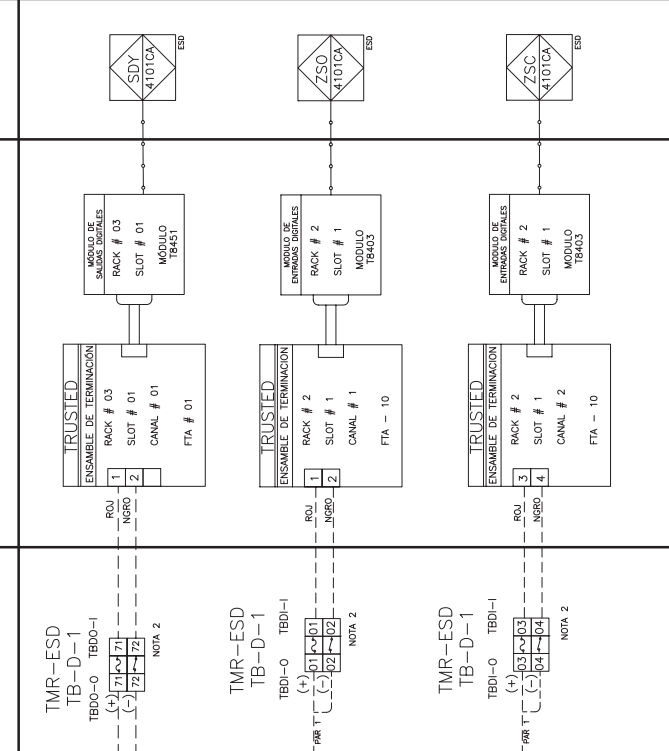 SDY
4101CA
ESD
ZSO
4101CA
ESD
ZSC
4101CA
ESD
MÓDULO DE
SALIDAS DIGITALES
RACK # 03
SLOT # 01
MÓDULO
T8451
MODULO DE
ENTRADAS DIGITALES
RACK # 2
SLOT # 1
MODULO
T8403
MODULO DE
ENTRADAS DIGITALES
RACK # 2
SLOT # 1
MODULO
T8403
TRUSTED
ENSAMBLE DE TERMINACIÓN
RACK # 03
SLOT # 01
CANAL # 01
FTA # 01
1
2
ROJ
NGRO
TRUSTED
ENSAMBLE DE TERMINACION
RACK # 2
SLOT # 1
CANAL # 1
FTA - 10
1
2
ROJ
NGRO
TRUSTED
ENSAMBLE DE TERMINACION
RACK # 2
SLOT # 1
CANAL # 2
FTA - 10
3
4
ROJ
NGRO
TMR-ESD
TB-D-1
TBDO-O TBDO-I
(+) 71 71
(-) 72 72
NOTA 2
TMR-ESD
TB-D-1
TBDI-O TBDI-I
(+) 01 01
(-) 02 02
PAR 1
NOTA 2
TMR-ESD
TB-D-1
TBDI-O TBDI-I
(+) 03 03
(-) 04 04
PAR 1
NOTA 2